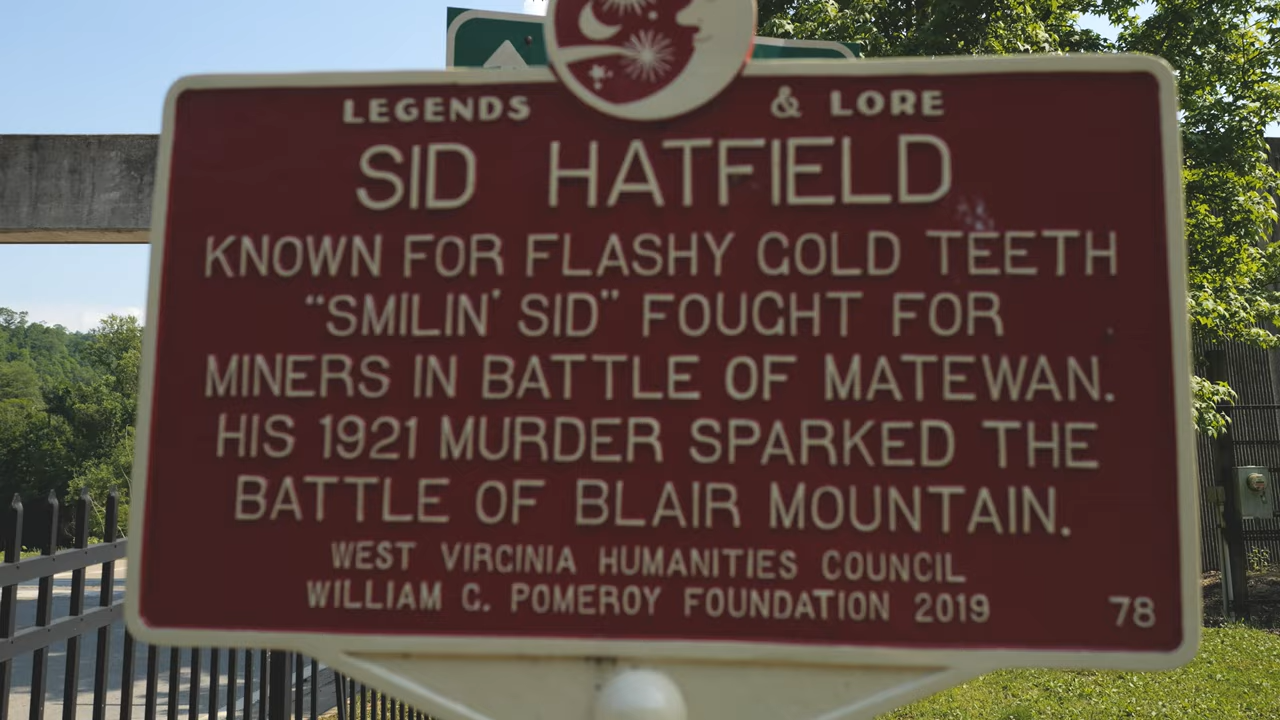 LEGENDS & LORE
SID HATFIELD
KNOWN FOR FLASHY GOLD TEETH
“SMILIN' SID” FOUGHT FOR
MINERS IN BATTLE OF MATEWAN.
HIS 1921 MURDER SPARKED THE
BATTLE OF BLAIR MOUNTAIN.
WEST VIRGINIA HUMANITIES COUNCIL
WILLIAM G. POMEROY FOUNDATION 2019
78